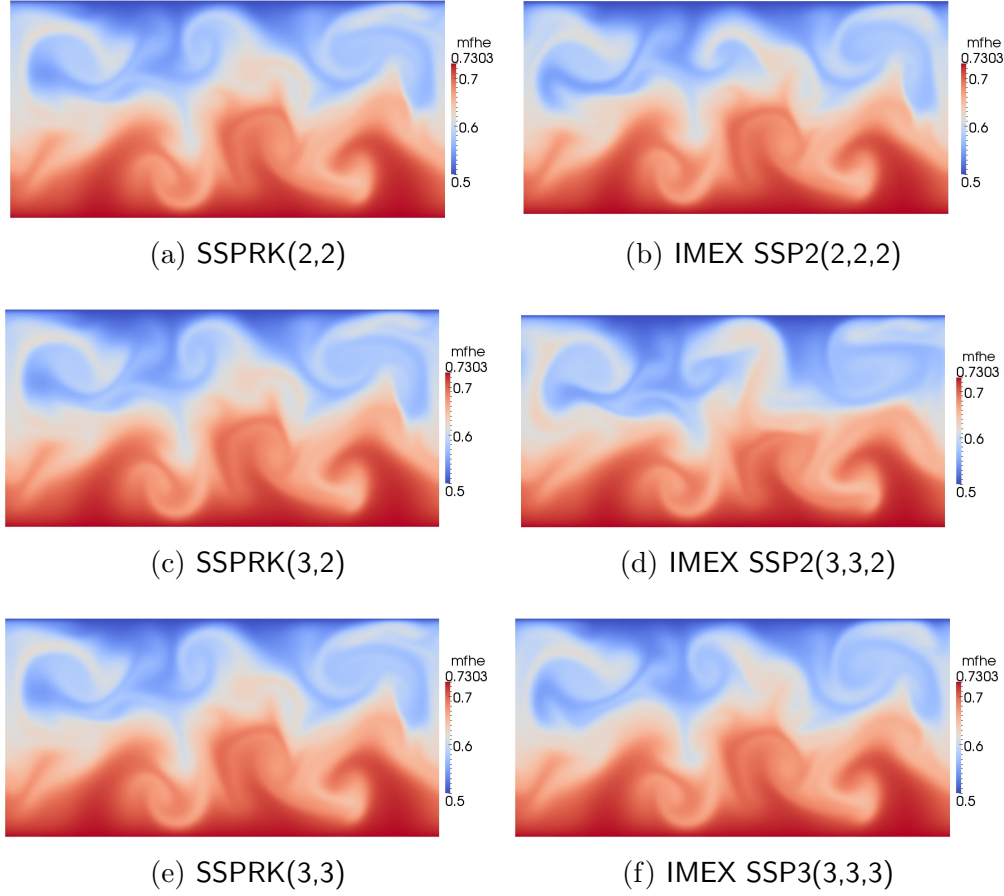 mfhe
0.7303
0.7
0.6
0.5
(a) SSPRK(2,2)
mfhe
0.7303
0.7
0.6
0.5
(b) IMEX SSP2(2,2,2)
mfhe
0.7303
0.7
0.6
0.5
(c) SSPRK(3,2)
mfhe
0.7303
0.7
0.6
0.5
(d) IMEX SSP2(3,3,2)
mfhe
0.7303
0.7
0.6
0.5
(e) SSPRK(3,3)
mfhe
0.7303
0.7
0.6
0.5
(f) IMEX SSP3(3,3,3)